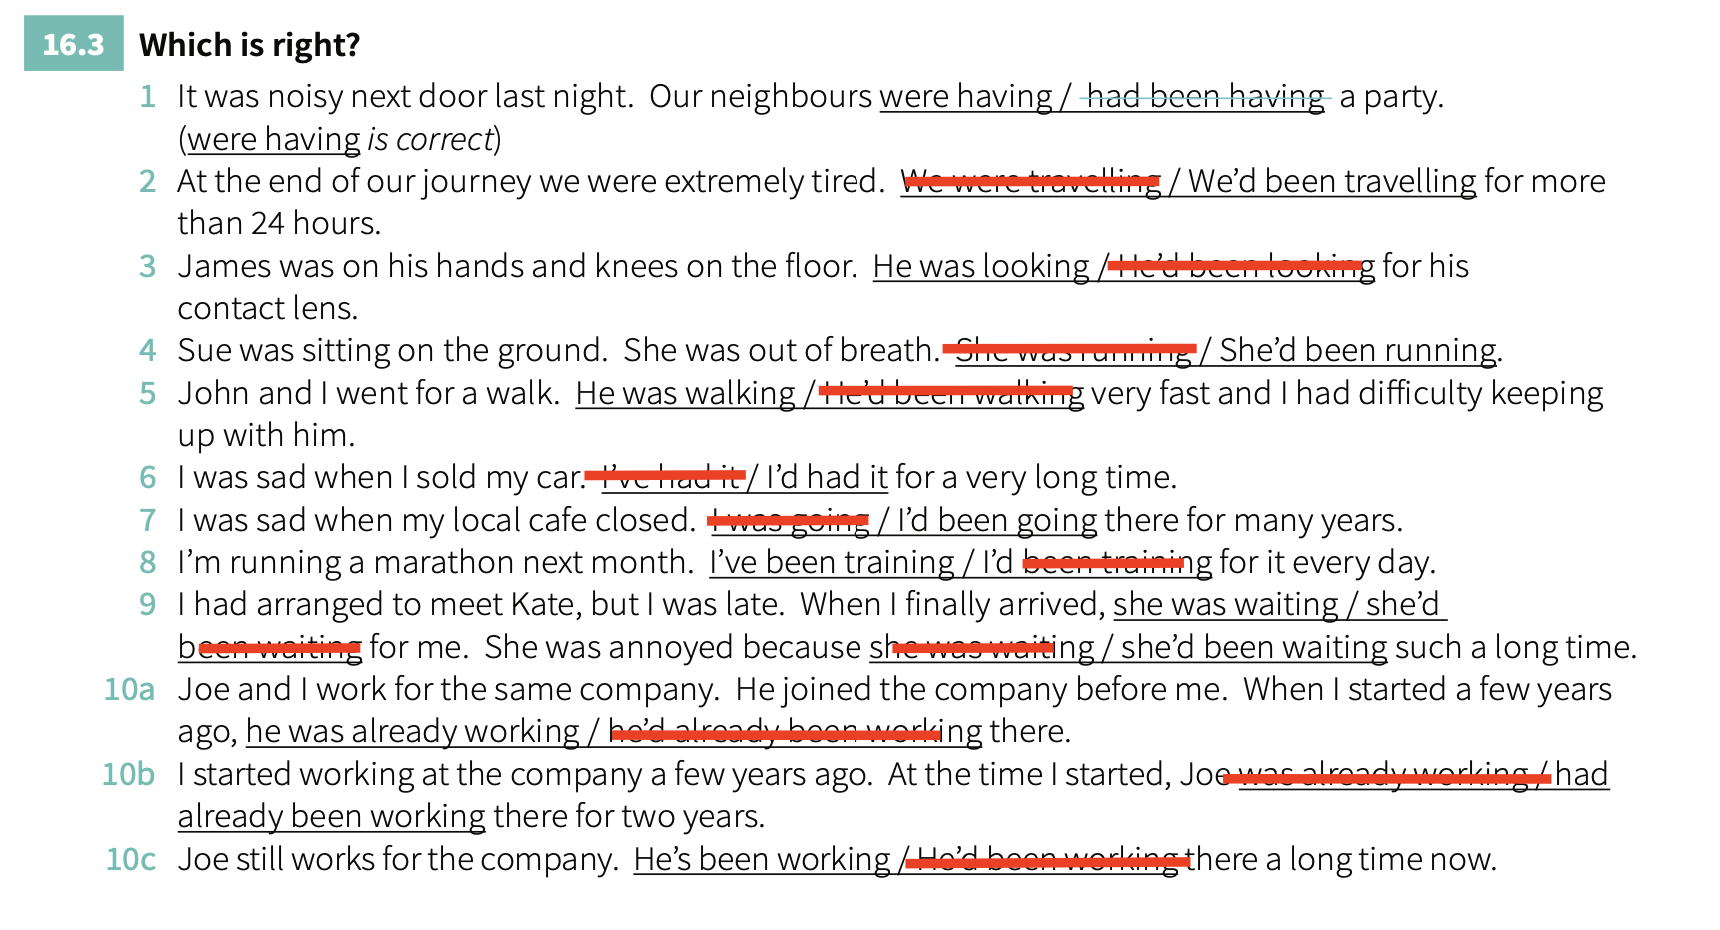 16.3 Which is right?
1 It was noisy next door last night. Our neighbours were having / had been having a party.
(were having is correct)
2 At the end of our journey we were extremely tired. We were travelling / We’d been travelling for more
than 24 hours.
3 James was on his hands and knees on the floor. He was looking / He’d been looking for his
contact lens.
4 Sue was sitting on the ground. She was out of breath. She was running / She’d been running.
5 John and I went for a walk. He was walking / He’d been walking very fast and I had difficulty keeping
up with him.
6 I was sad when I sold my car. I’ve had it / I’d had it for a very long time.
7 I was sad when my local cafe closed. I was going / I’d been going there for many years.
8 I’m running a marathon next month. I’ve been training / I’d been training for it every day.
9 I had arranged to meet Kate, but I was late. When I finally arrived, she was waiting / she’d
been waiting for me. She was annoyed because she was waiting / she’d been waiting such a long time.
10a Joe and I work for the same company. He joined the company before me. When I started a few years
ago, he was already working / he’d already been working there.
10b I started working at the company a few years ago. At the time I started, Joe was already working / had
already been working there for two years.
10c Joe still works for the company. He’s been working / He’d been working there a long time now.